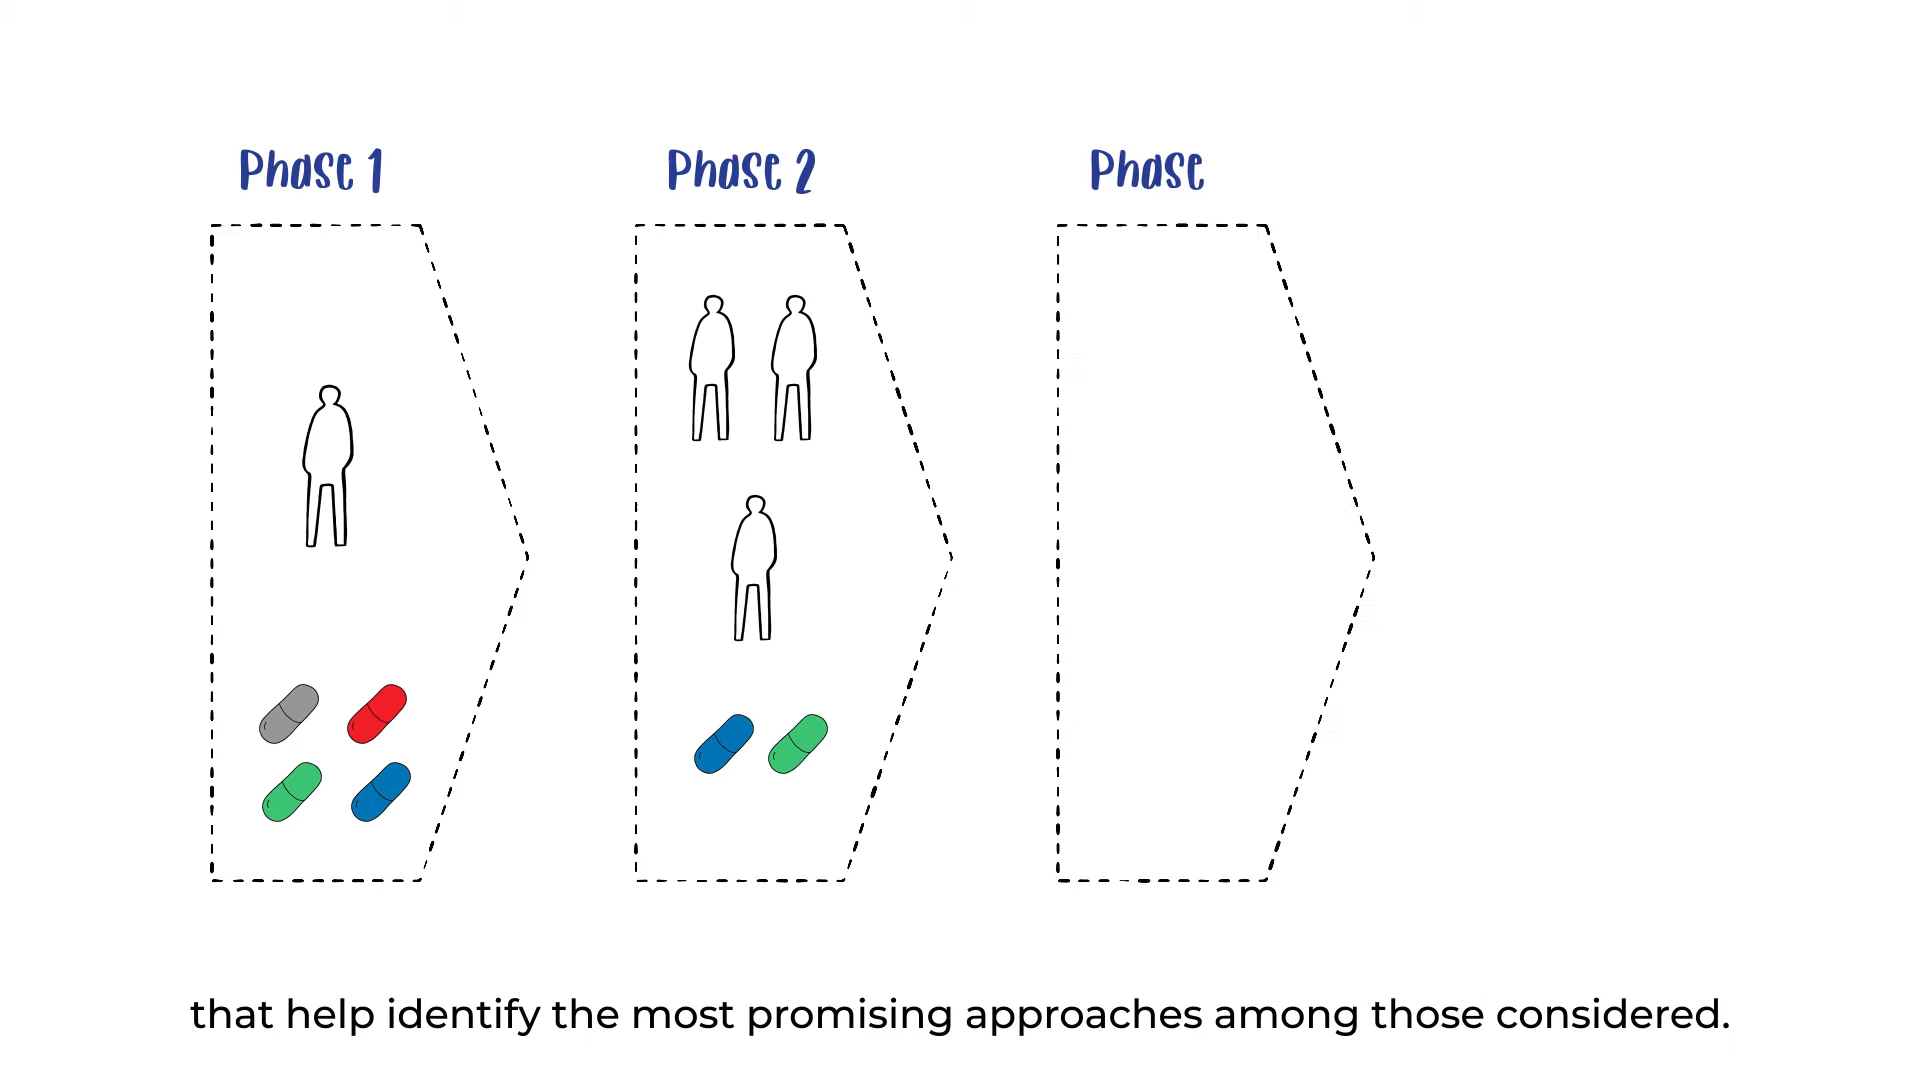 Phase 1
Phase 2
Phase
that help identify the most promising approaches among those considered.